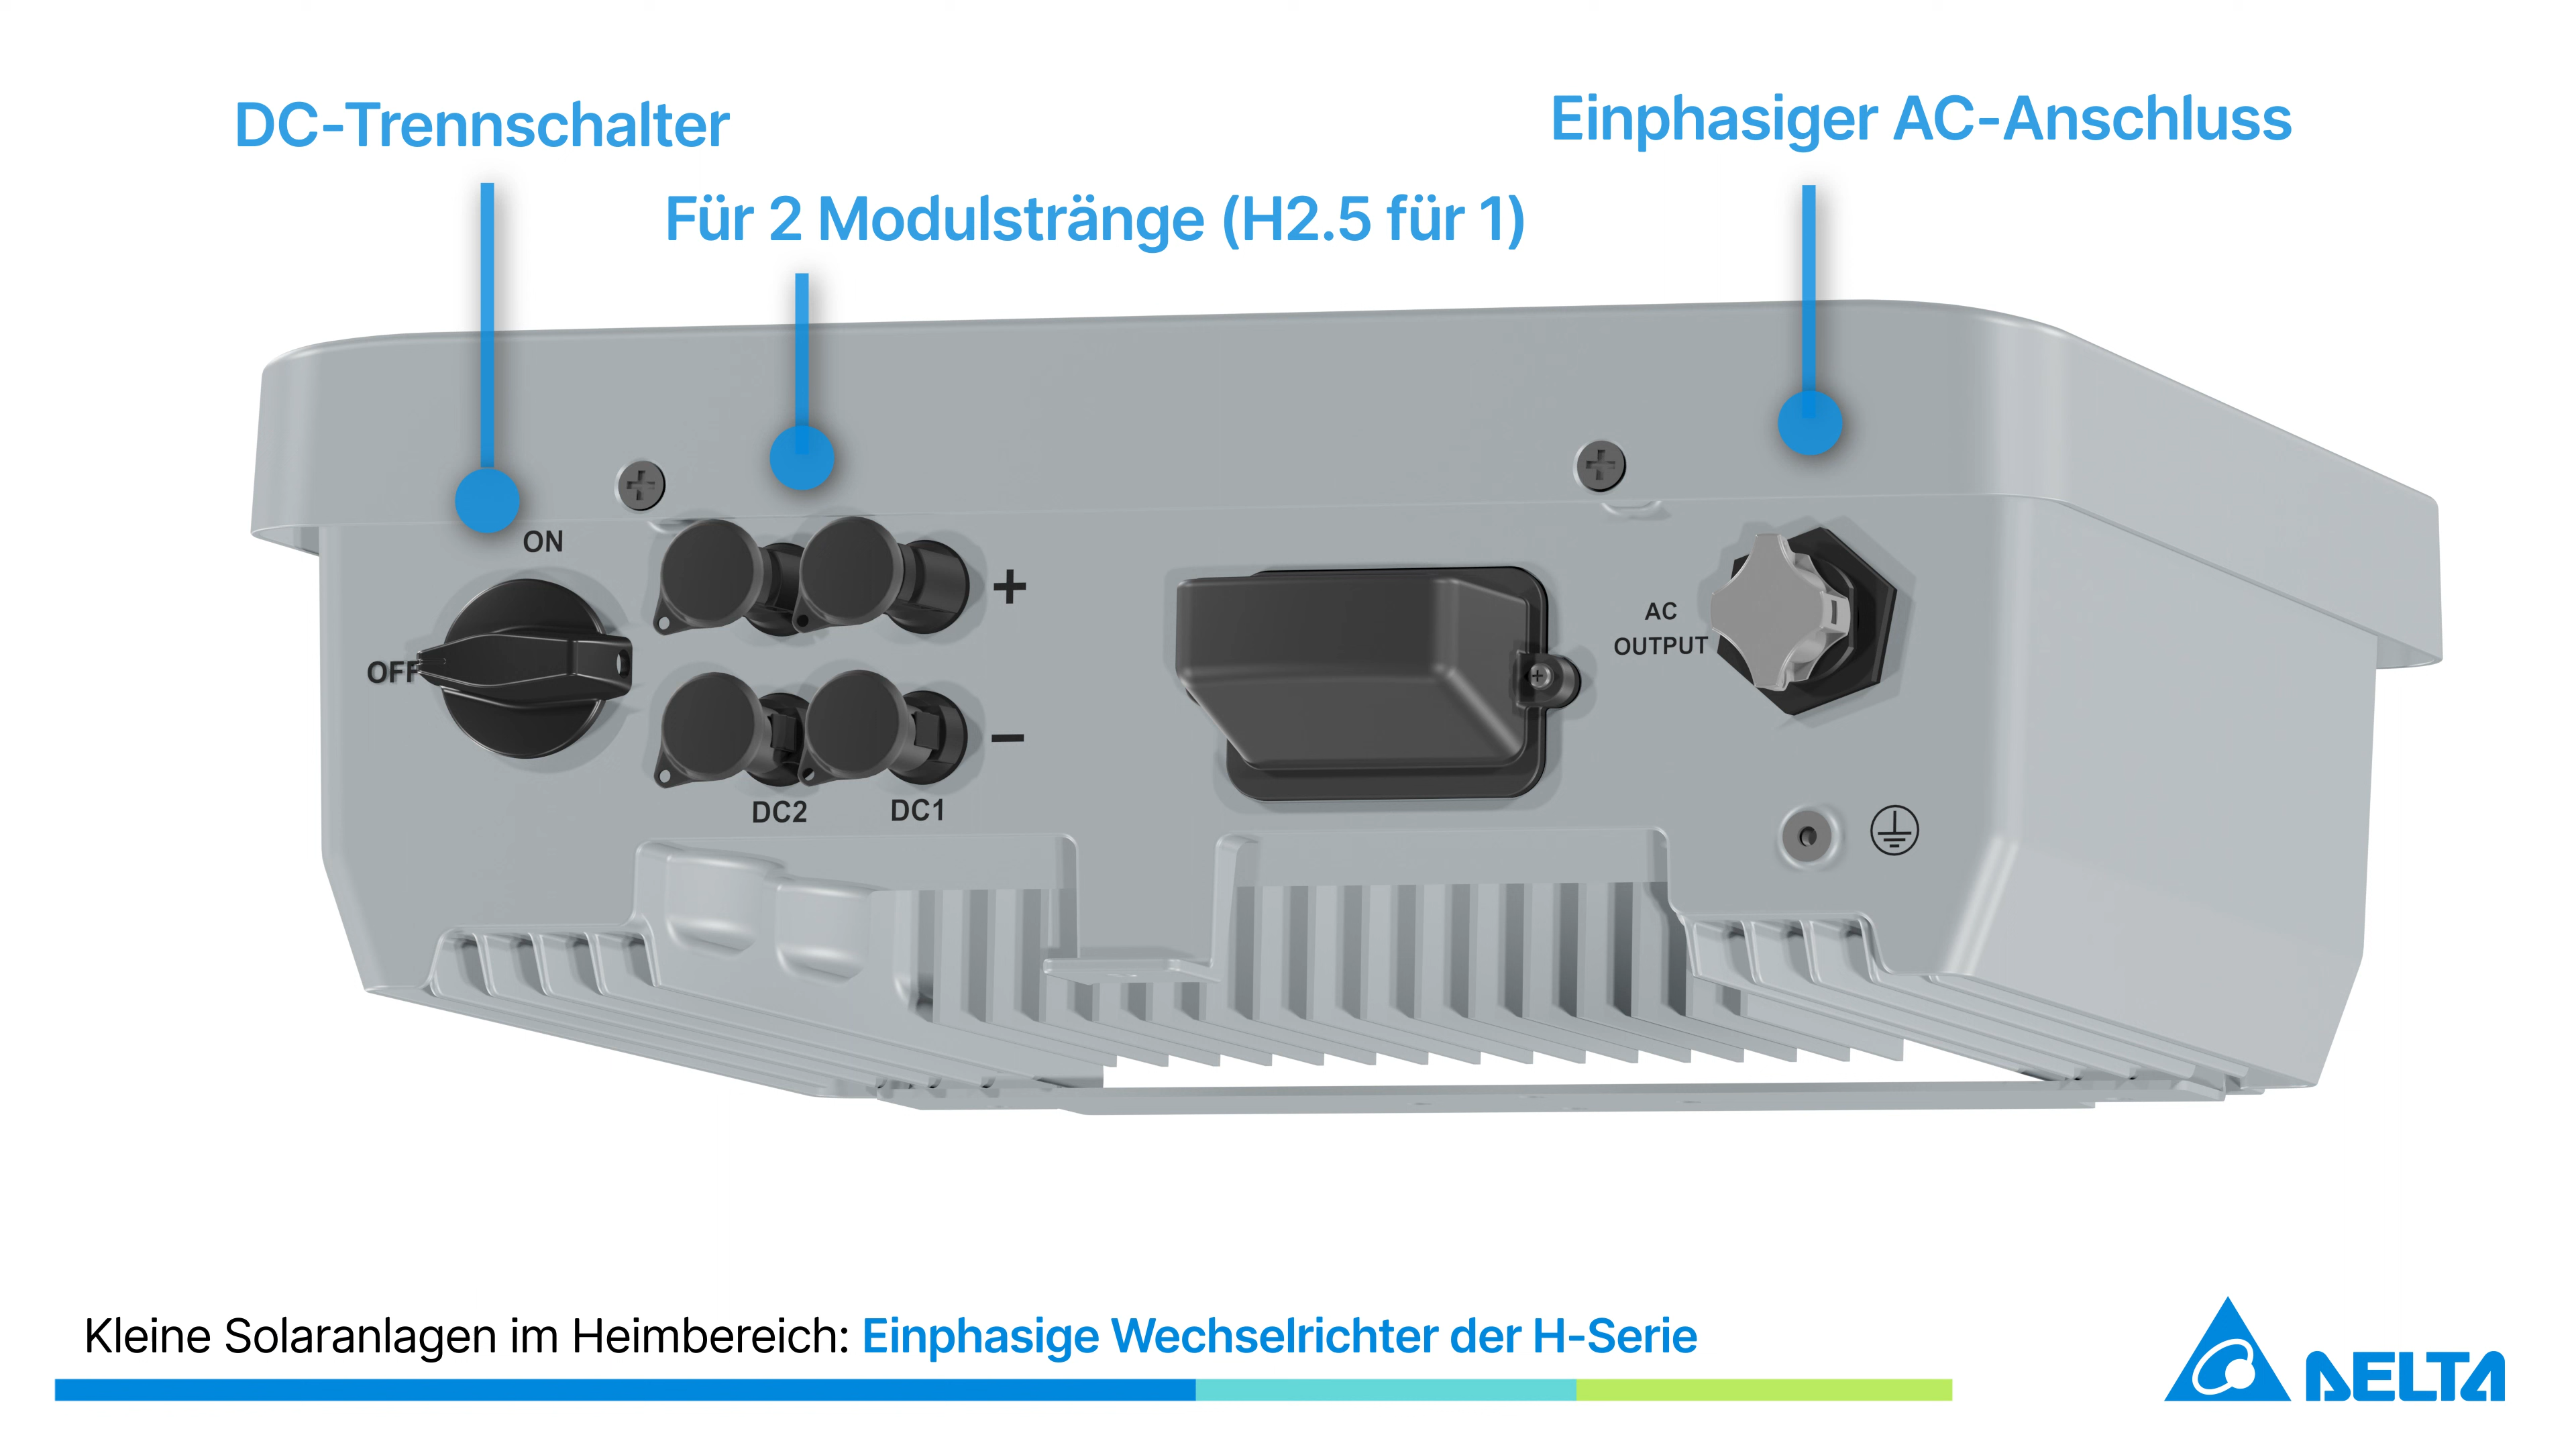 DC-Trennschalter
Einphasiger AC-Anschluss
Für 2 Modulstränge (H2.5 für 1)
ON
OFF
+
AC
OUTPUT
−
DC2
DC1
Kleine Solaranlagen im Heimbereich: Einphasige Wechselrichter der H-Serie
DELTA